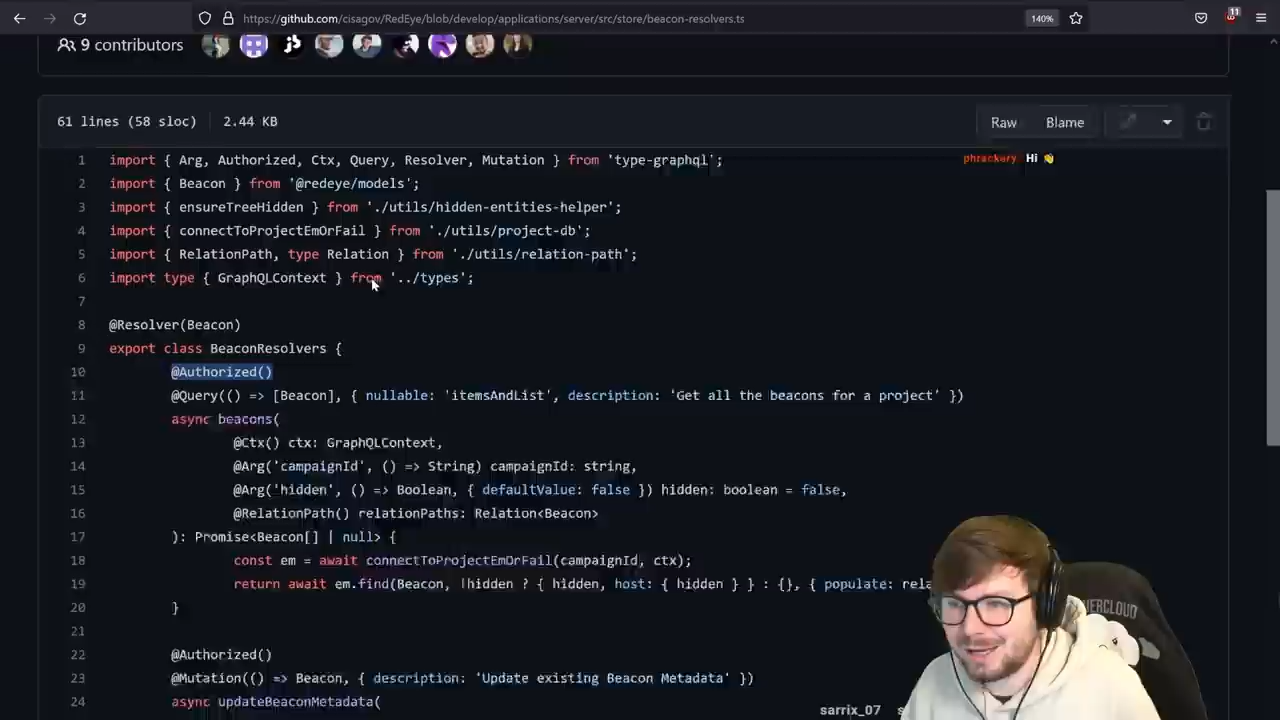 https://github.com/cisagov/RedEye/blob/develop/applications/server/src/store/beacon-resolvers.ts
140%
11
9 contributors
61 lines (58 sloc)
2.44 KB
Raw
Blame
1 import { Arg, Authorized, Ctx, Query, Resolver, Mutation } from 'type-graphql';
phrackery Hi
2 import { Beacon } from '@redeye/models';
3 import { ensureTreeHidden } from './utils/hidden-entities-helper';
4 import { connectToProjectEmOrFail } from './utils/project-db';
5 import { RelationPath, type Relation } from './utils/relation-path';
6 import type { GraphQLContext } from '../types';
7
8 @Resolver(Beacon)
9 export class BeaconResolvers {
10 @Authorized()
11 @Query(() => [Beacon], { nullable: 'itemsAndList', description: 'Get all the beacons for a project' })
12 async beacons(
13 @Ctx() ctx: GraphQLContext,
14 @Arg('campaignId', () => String) campaignId: string,
15 @Arg('hidden', () => Boolean, { defaultValue: false }) hidden: boolean = false,
16 @RelationPath() relationPaths: Relation<Beacon>
17 ): Promise<Beacon[] | null> {
18 const em = await connectToProjectEmOrFail(campaignId, ctx);
19 return await em.find(Beacon, !hidden ? { hidden, host: { hidden } } : {}, { populate: rela
20 }
21
22 @Authorized()
23 @Mutation(() => Beacon, { description: 'Update existing Beacon Metadata' })
24 async updateBeaconMetadata(
sarrix_07